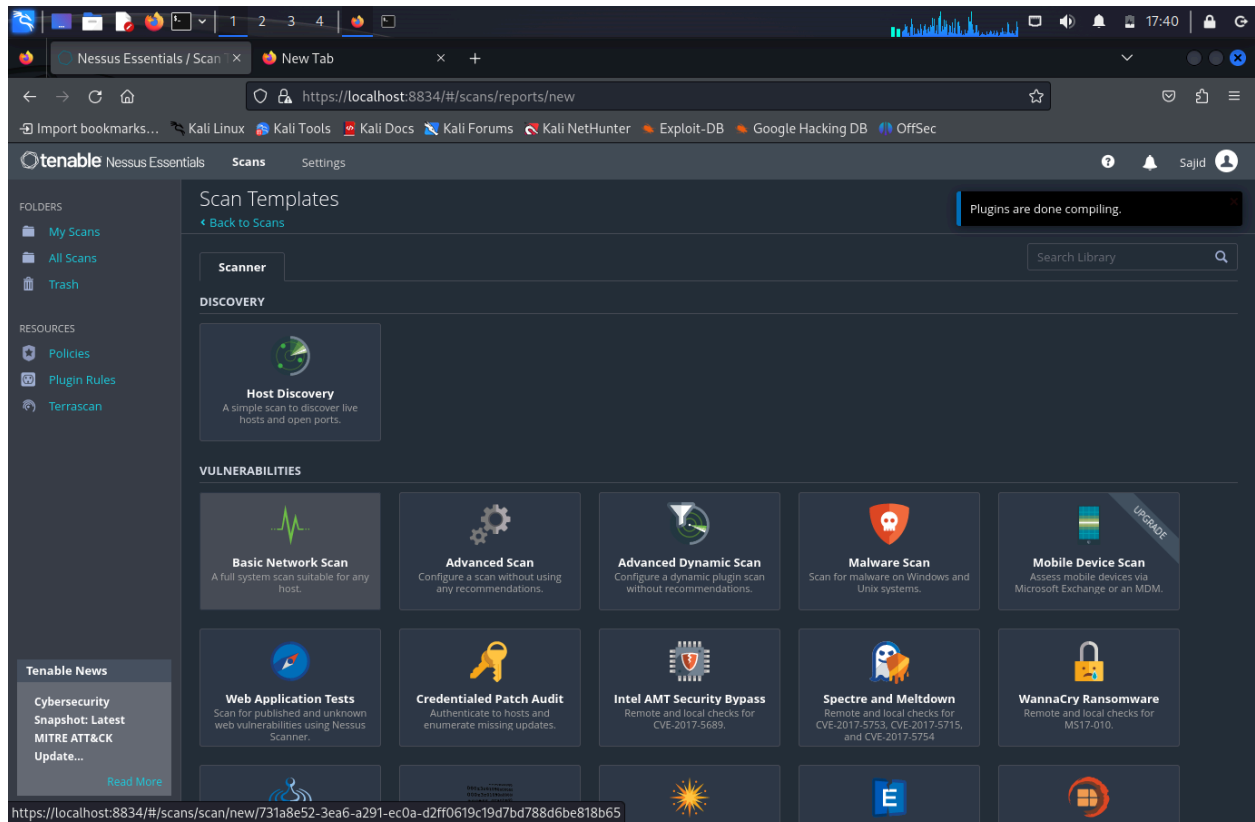 1 2 3 4
17:40
Nessus Essentials / Scan T
New Tab
https://localhost:8834/#/scans/reports/new
Import bookmarks...
Kali Linux
Kali Tools
Kali Docs
Kali Forums
Kali NetHunter
Exploit-DB
Google Hacking DB
OffSec
tenable Nessus Essentials
Scans
Settings
Sajid
FOLDERS
My Scans
All Scans
Trash
RESOURCES
Policies
Plugin Rules
Terrascan
Tenable News
Cybersecurity
Snapshot: Latest
MITRE ATT&CK
Update...
Read More
Scan Templates
Back to Scans
Plugins are done compiling.
Scanner
Search Library
DISCOVERY
Host Discovery
A simple scan to discover live
hosts and open ports.
VULNERABILITIES
Basic Network Scan
A full system scan suitable for any
host.
Advanced Scan
Configure a scan without using
any recommendations.
Advanced Dynamic Scan
Configure a dynamic plugin scan
without recommendations.
Malware Scan
Scan for malware on Windows and
Unix systems.
UPGRADE
Mobile Device Scan
Assess mobile devices via
Microsoft Exchange or an MDM.
Web Application Tests
Scan for published and unknown
web vulnerabilities using Nessus
Scanner.
Credentialed Patch Audit
Authenticate to hosts and
enumerate missing updates.
Intel AMT Security Bypass
Remote and local checks for
CVE-2017-5689.
Spectre and Meltdown
Remote and local checks for
CVE-2017-5753, CVE-2017-5715,
and CVE-2017-5754
WannaCry Ransomware
Remote and local checks for
MS17-010.
https://localhost:8834/#/scans/scan/new/731a8e52-3ea6-a291-ec0a-d2ff0619c19d7bd788d6be818b65